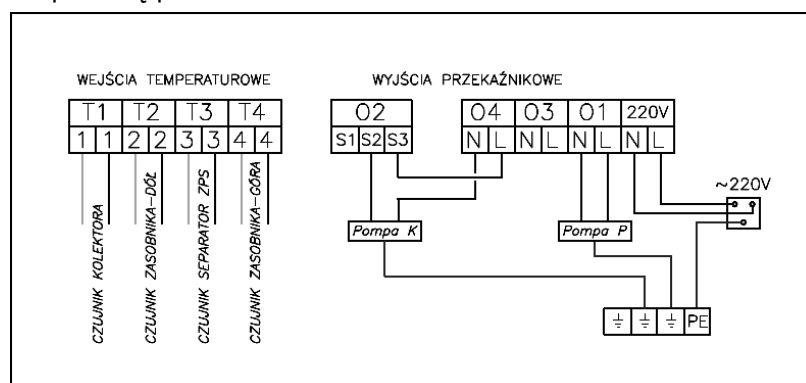 WEJŚCIA TEMPERATUROWE
WYJŚCIA PRZEKAŹNIKOWE
T1 T2 T3 T4
1 1 2 2 3 3 4 4
O2
S1 S2 S3
O4 O3 O1 220V
N L N L N L N L
~220V
CZUJNIK KOLEKTORA
CZUJNIK ZASOBNIKA-DÓŁ
CZUJNIK SEPARATOR ZPS
CZUJNIK ZASOBNIKA-GÓRA
Pompa K
Pompa P
PE